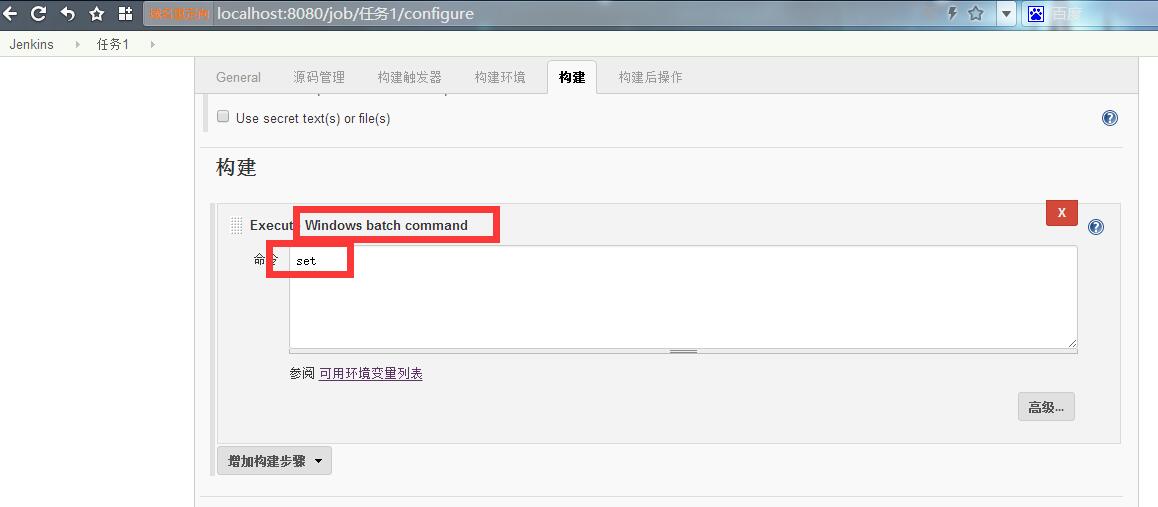 localhost:8080/job/任务1/configure
百度
Jenkins
任务1
General
源码管理
构建触发器
构建环境
构建
构建后操作
Use secret text(s) or file(s)
构建
X
Execut Windows batch command
命令
set
参阅 可用环境变量列表
高级...
增加构建步骤